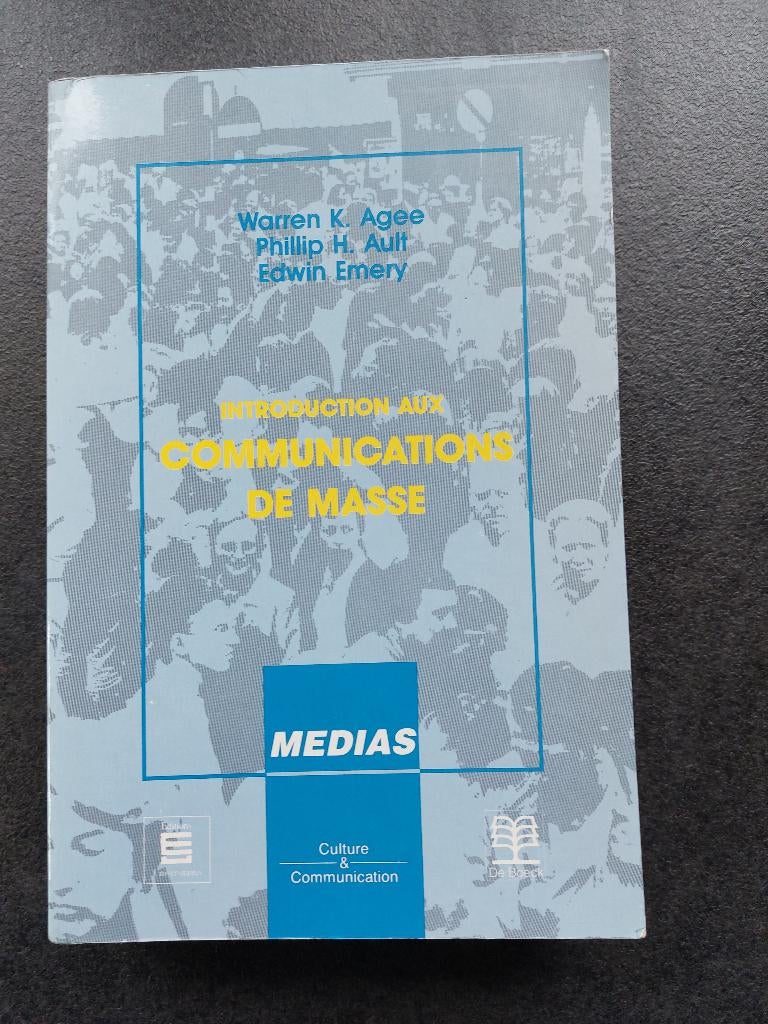 Warren K. Agee
Phillip H. Ault
Edwin Emery
INTRODUCTION AUX
COMMUNICATIONS
DE MASSE
MEDIAS
Culture
&
Communication
De Boeck